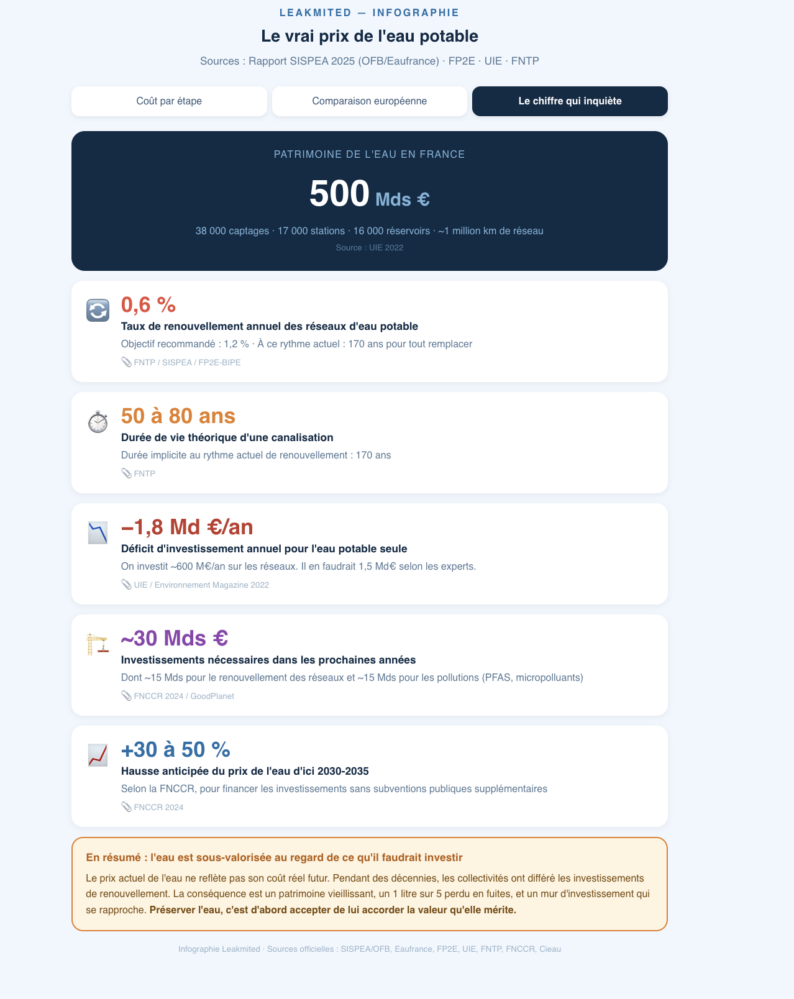 LEAKMITED — INFOGRAPHIE
Le vrai prix de l'eau potable
Sources : Rapport SISPEA 2025 (OFB/Eaufrance) · FP2E · UIE · FNTP
Coût par étape
Comparaison européenne
Le chiffre qui inquiète
PATRIMOINE DE L'EAU EN FRANCE
500 Mds €
38 000 captages · 17 000 stations · 16 000 réservoirs · ~1 million km de réseau
Source : UIE 2022
0,6 %
Taux de renouvellement annuel des réseaux d'eau potable
Objectif recommandé : 1,2 % · À ce rythme actuel : 170 ans pour tout remplacer
FNTP / SISPEA / FP2E-BIPE
50 à 80 ans
Durée de vie théorique d'une canalisation
Durée implicite au rythme actuel de renouvellement : 170 ans
FNTP
–1,8 Md €/an
Déficit d'investissement annuel pour l'eau potable seule
On investit ~600 M€/an sur les réseaux. Il en faudrait 1,5 Md€ selon les experts.
UIE / Environnement Magazine 2022
~30 Mds €
Investissements nécessaires dans les prochaines années
Dont ~15 Mds pour le renouvellement des réseaux et ~15 Mds pour les pollutions (PFAS, micropolluants)
FNCCR 2024 / GoodPlanet
+30 à 50 %
Hausse anticipée du prix de l'eau d'ici 2030-2035
Selon la FNCCR, pour financer les investissements sans subventions publiques supplémentaires
FNCCR 2024
En résumé : l'eau est sous-valorisée au regard de ce qu'il faudrait investir
Le prix actuel de l'eau ne reflète pas son coût réel futur. Pendant des décennies, les collectivités ont différé les investissements
de renouvellement. La conséquence est un patrimoine vieillissant, un 1 litre sur 5 perdu en fuites, et un mur d'investissement qui
se rapproche. Préserver l'eau, c'est d'abord accepter de lui accorder la valeur qu'elle mérite.
Infographie Leakmited · Sources officielles : SISPEA/OFB, Eaufrance, FP2E, UIE, FNTP, FNCCR, Cieau